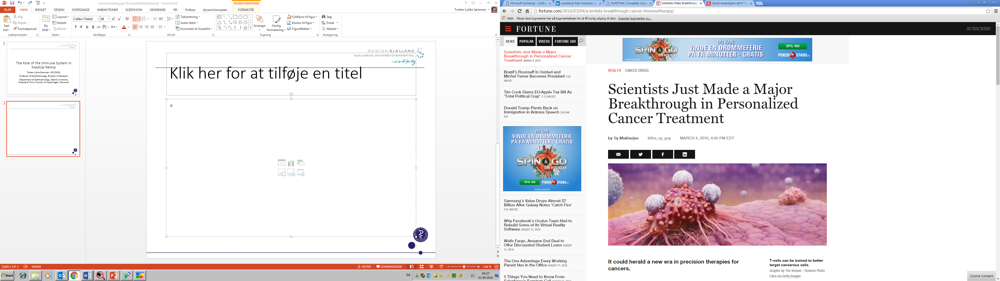 Euretinaindlæg.ppt [Kompatibilitetstilstand] - PowerPoint
TEGNEFUNKTIONER
FILER HJEM INDSÆT DESIGN OVERGANGE ANIMATIONER SLIDESHOW GENNEMSE VIS OnBase dynamictemplate FORMATÉR
Torben Lykke Sørensen
Sæt ind
Klip
Kopiér
Formatpensel
Udklipsholder
Ny slide
Layout
Nulstil
Afsnit
Slides
Calibri (Tekst) 28
F K U S abc AV Aa A
Skrifttype
Tekstretning
Juster tekst
Konvertér til SmartArt
Afsnit
Arranger
Hurtig formatering
Fyldfarve til figur
Kontur til figur
Figureffekter
Tegning
Søg
Erstat
Markér
Redigering
1
The Role of the Immune System in
Medical Retina
Torben Lykke Sørensen, MD DMSc
Professor of Ophthalmology, Director of Research
Department of Ophthalmology, Zeland University
Hospital & The University of Copenhagen, Denmark
2
REGION SJÆLLAND
SJÆLLANDS UNIVERSITETSHOSPITAL
- vi er til for dig
Klik her for at tilføje en titel
SLIDE 2 OF 2 DANSK
NOTER KOMMENTARER 116 %
Start
DA
09:57
01-09-2016
Microsoft Exchange - Outloo
LexisNexis Risk Solutions: O
EURETINA | European Socie
Scientists Make Breakthroug
Clonal neoantigens elicit T c
fortune.com/2016/03/04/scientists-breakthrough-cancer-immunotherapy/
Apps Placer dine bogmærker her på bogmærkelinjen for at få hurtig adgang til dem. Importer bogmærker nu...
FORTUNE
SUBSCRIBE
NEWS POPULAR VIDEOS FORTUNE 500
Scientists Just Made a Major
Breakthrough in Personalized Cancer
Treatment MARCH 4, 2016
Brazil's Rousseff Is Ousted and
Michel Temer Becomes President 3:53
AM EDT
Tim Cook Slams EU-Apple Tax Bill As
'Total Political Crap' 3:12 AM EDT
Donald Trump Pivots Back on
Immigration in Arizona Speech 3:04 AM
EDT
DU KAN
VINDE EN DRØMMEFERIE
PÅ FÅ MINUTTER - GRATIS
SPIN & GO
ON HOLIDAY
SPIL NU
POKERSTARS.DK
VILKÅR GÆLDER
Samsung's Value Drops Almost $7
Billion After Galaxy Notes 'Catch Fire'
2:41 AM EDT
Why Facebook's Oculus Team Had to
Rebuild Some of Its Virtual Reality
Software AUGUST 31, 2016
Wells Fargo, Amazon End Deal to
Offer Discounted Student Loans AUGUST
31, 2016
The One Advantage Every Working
Parent Has In the Office AUGUST 31, 2016
5 Things You Need to Know From
Salesforce's Earnings Call AUGUST 31, 2016
SPIN & GO
ON HOLIDAY
VILKÅR GÆLDER
DU KAN
VINDE EN DRØMMEFERIE
PÅ FÅ MINUTTER - GRATIS
SPIL NU
POKERSTARS.DK
HEALTH CANCER DRUGS
Scientists Just Made a Major
Breakthrough in Personalized
Cancer Treatment
by Sy Mukherjee @the_sy_guy MARCH 4, 2016, 4:40 PM EDT
It could herald a new era in precision therapies for
cancers.
T-cells can be trained to better
target cancerous cells.
Graphic by Tim Vernon—Science Photo
Libra via Getty Images
Cookie Consent